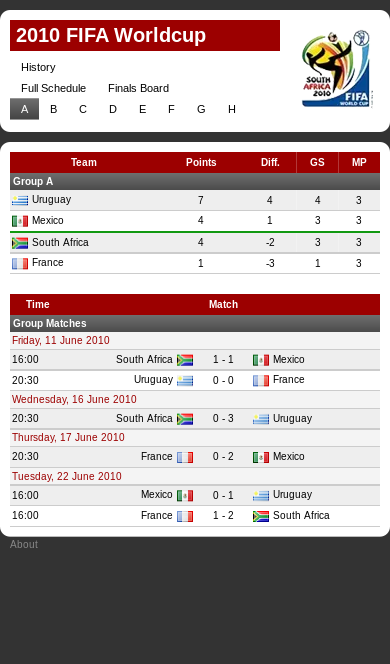 2010 FIFA Worldcup
SOUTH AFRICA 2010
FIFA
WORLD CUP
History
Full Schedule Finals Board
A B C D E F G H
Team Points Diff. GS MP
Group A
Uruguay 7 4 4 3
Mexico 4 1 3 3
South Africa 4 -2 3 3
France 1 -3 1 3
Time Match
Group Matches
Friday, 11 June 2010
16:00 South Africa 1 - 1 Mexico
20:30 Uruguay 0 - 0 France
Wednesday, 16 June 2010
20:30 South Africa 0 - 3 Uruguay
Thursday, 17 June 2010
20:30 France 0 - 2 Mexico
Tuesday, 22 June 2010
16:00 Mexico 0 - 1 Uruguay
16:00 France 1 - 2 South Africa
About